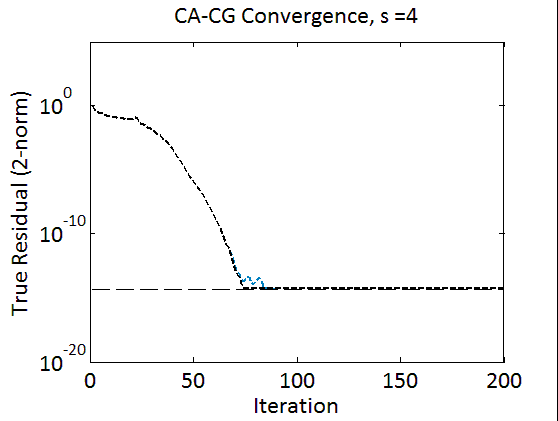 CA-CG Convergence, s =4
True Residual (2-norm)
10^0
10^-10
10^-20
0 50 100 150 200
Iteration